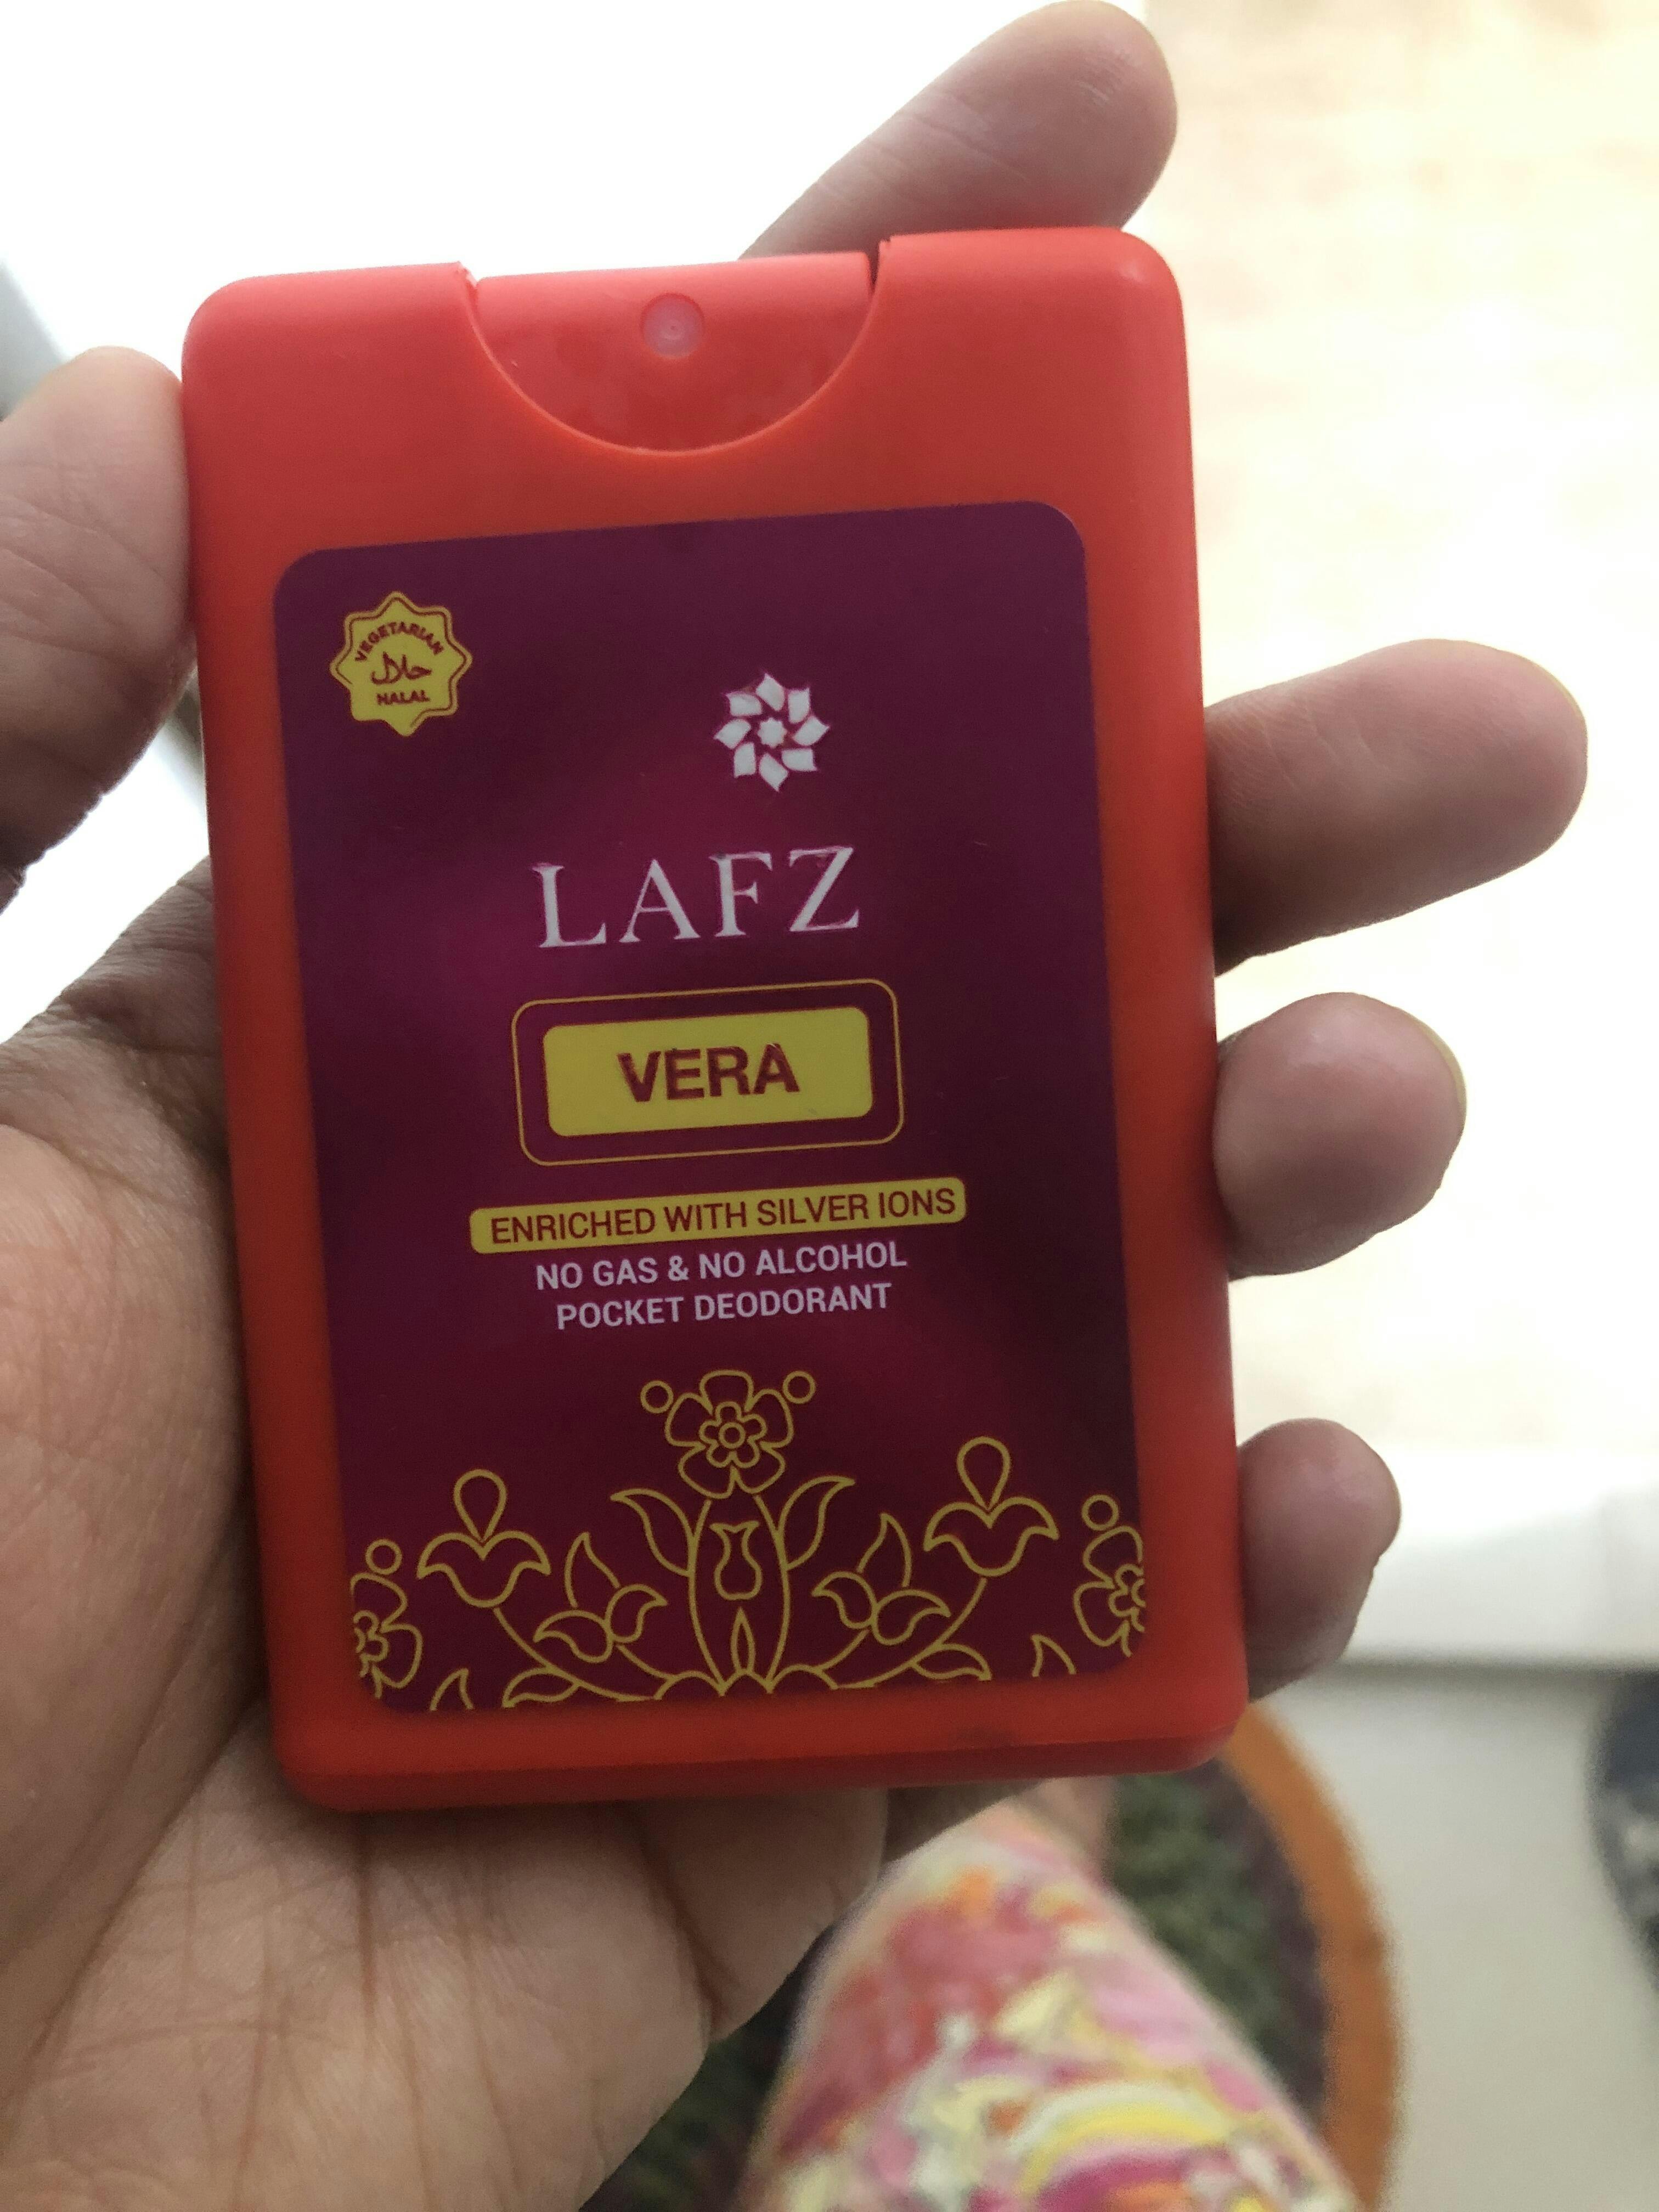 VEGETARIAN
حلال
HALAL
LAFZ
VERA
ENRICHED WITH SILVER IONS
NO GAS & NO ALCOHOL
POCKET DEODORANT